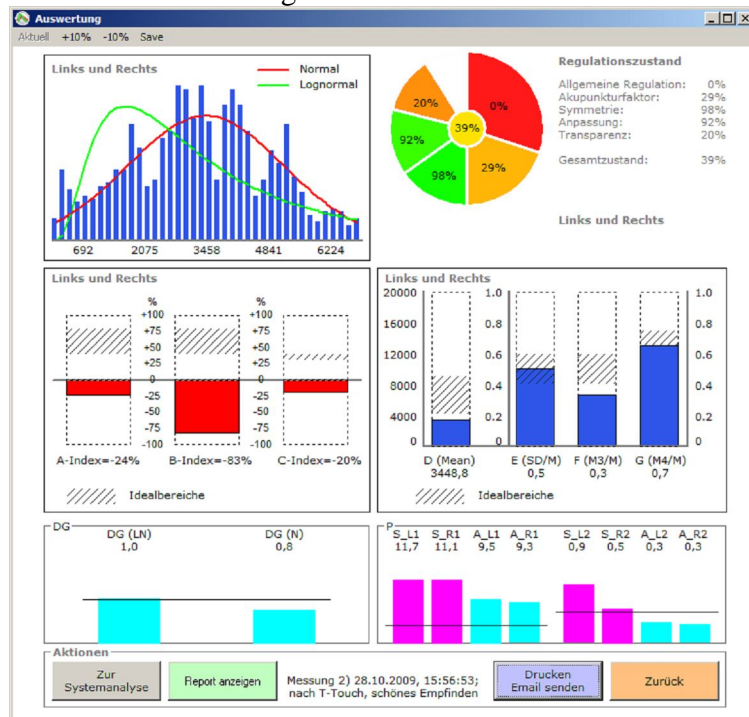 Auswertung
Aktuell +10% -10% Save
Links und Rechts
Normal
Lognormal
692 2075 3458 4841 6224
0%
29%
98%
92%
20%
39%
Regulationszustand
Allgemeine Regulation: 0%
Akupunkturfaktor: 29%
Symmetrie: 98%
Anpassung: 92%
Transparenz: 20%
Gesamtzustand: 39%
Links und Rechts
Links und Rechts
% %
+100 +100
+75 +75
+50 +50
+25 +25
0 0
-25 -25
-50 -50
-75 -75
-100 -100
A-Index=-24% B-Index=-83% C-Index=-20%
Idealbereiche
Links und Rechts
20000 1.0 1.0
16000 0.8 0.8
12000 0.6 0.6
8000 0.4 0.4
4000 0.2 0.2
0 0 0
D (Mean) E (SD/M) F (M3/M) G (M4/M)
3448,8 0,5 0,3 0,7
Idealbereiche
DG
DG (LN) DG (N)
1,0 0,8
P
S_L1 S_R1 A_L1 A_R1 S_L2 S_R2 A_L2 A_R2
11,7 11,1 9,5 9,3 0,9 0,5 0,3 0,3
Aktionen
Zur
Systemanalyse
Report anzeigen
Messung 2) 28.10.2009, 15:56:53;
nach T-Touch, schönes Empfinden
Drucken
Email senden
Zurück